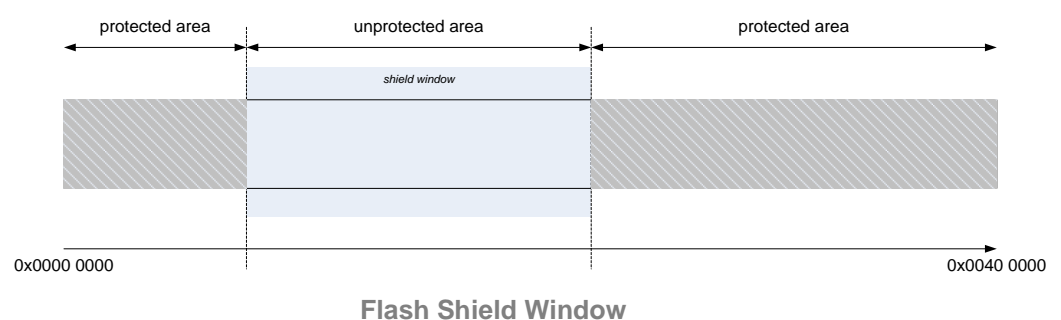 protected area
unprotected area
protected area
shield window
0x0000 0000
0x0040 0000
Flash Shield Window